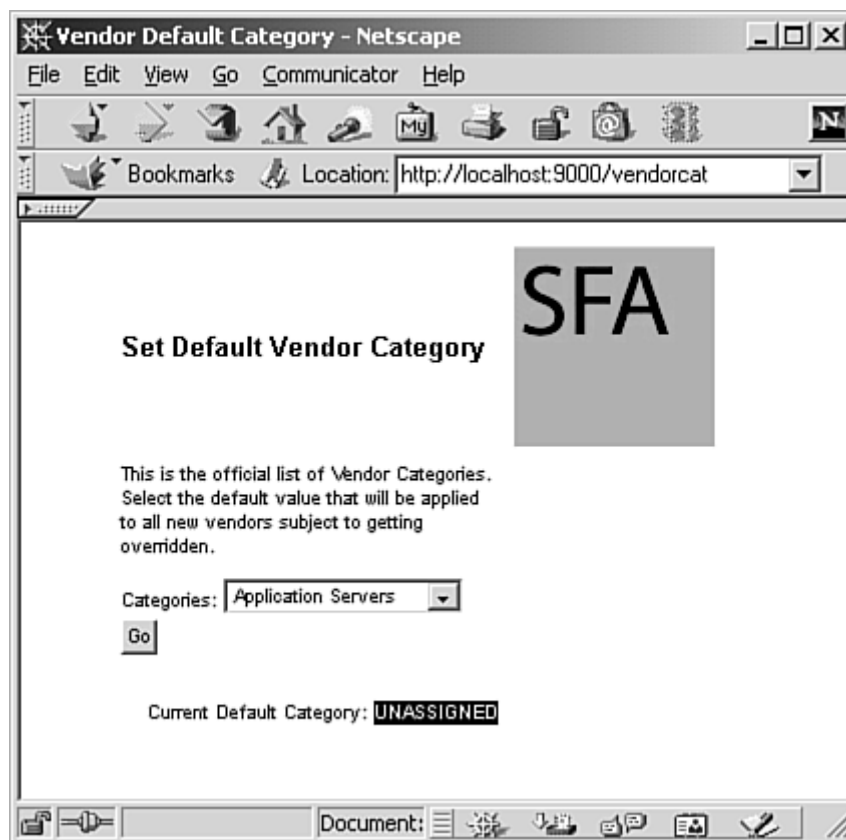 Vendor Default Category - Netscape
File Edit View Go Communicator Help
My
N
Bookmarks Location: http://localhost:9000/vendorcat
SFA
Set Default Vendor Category
This is the official list of Vendor Categories.
Select the default value that will be applied
to all new vendors subject to getting
overridden.
Categories: Application Servers
Go
Current Default Category: UNASSIGNED
Document: